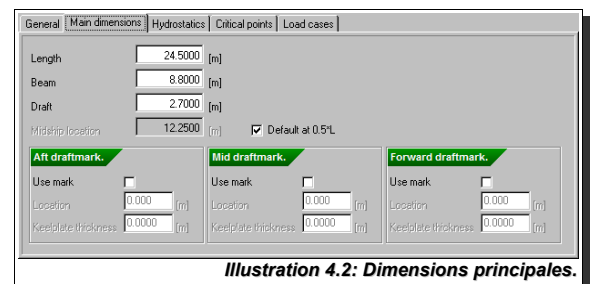 General Main dimensions Hydrostatics Critical points Load cases
Length 24.5000 [m]
Beam 8.8000 [m]
Draft 2.7000 [m]
Midship location 12.2500 [m] Default at 0.5*L
Aft draftmark. Mid draftmark. Forward draftmark.
Use mark Use mark Use mark
Location 0.000 [m] Location 0.000 [m] Location 0.000 [m]
Keelplate thickness 0.0000 [m] Keelplate thickness 0.0000 [m] Keelplate thickness 0.0000 [m]
Illustration 4.2: Dimensions principales.